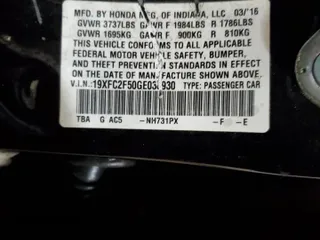 MFD. BY HONDA MFG. OF INDIANA, LLC 03/16
GVWR 3737LBS GAWR F 1984LBS R 1786LBS
GVWR 1695KG GAWR F 900KG R 810KG
THIS VEHICLE CONFORMS TO ALL APPLICABLE
FEDERAL MOTOR VEHICLE SAFETY, BUMPER,
AND THEFT PREVENTION STANDARDS IN EFFECT
ON THE DATE OF MANUFACTURE SHOWN ABOVE.
V.I.N.: TYPE: PASSENGER CAR
TBA G AC5 -NH731PX -F -E